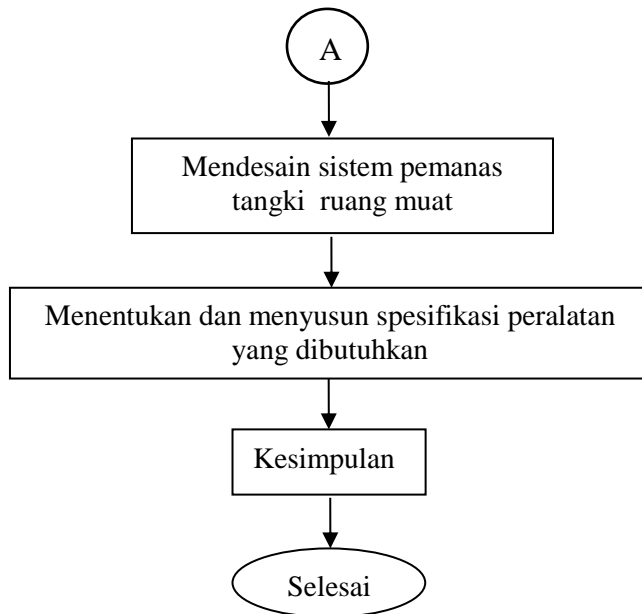 A
Mendesain sistem pemanas
tangki ruang muat
Menentukan dan menyusun spesifikasi peralatan
yang dibutuhkan
Kesimpulan
Selesai